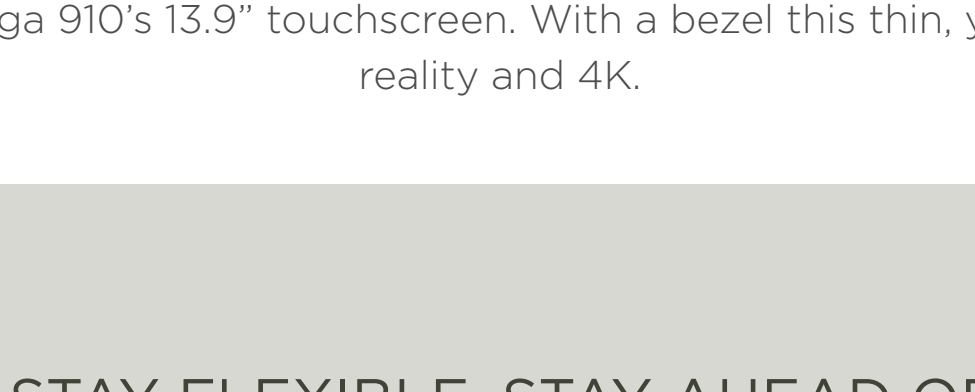 ga 910’s 13.9” touchscreen. With a bezel this thin,
reality and 4K.
STAY FLEXIBLE. STAY AHEAD